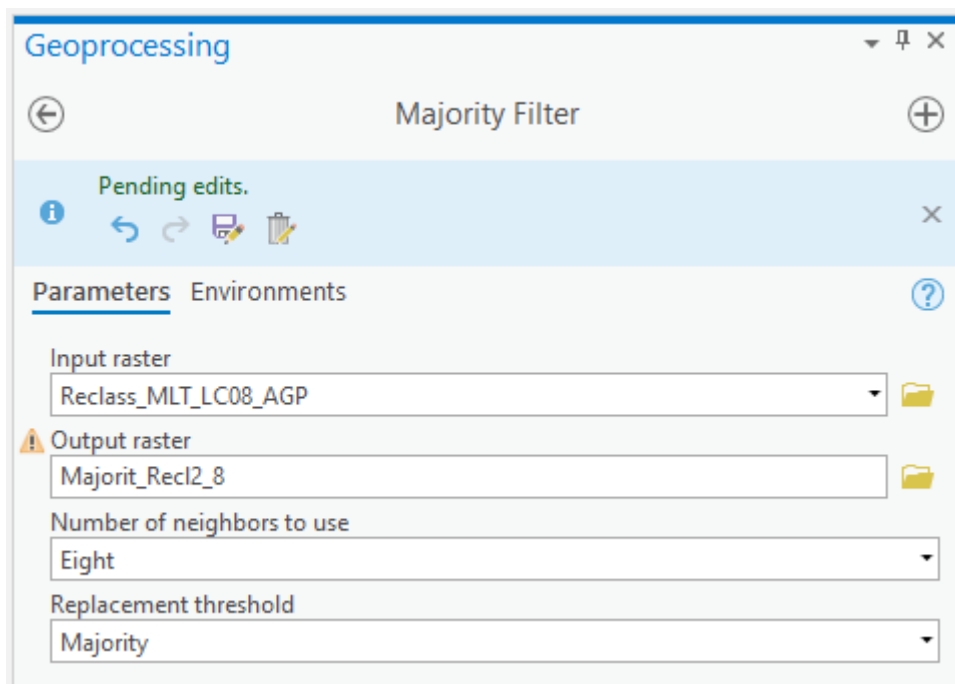 Geoprocessing
Majority Filter
Pending edits.
Parameters Environments
Input raster
Reclass_MLT_LC08_AGP
Output raster
Majorit_Recl2_8
Number of neighbors to use
Eight
Replacement threshold
Majority